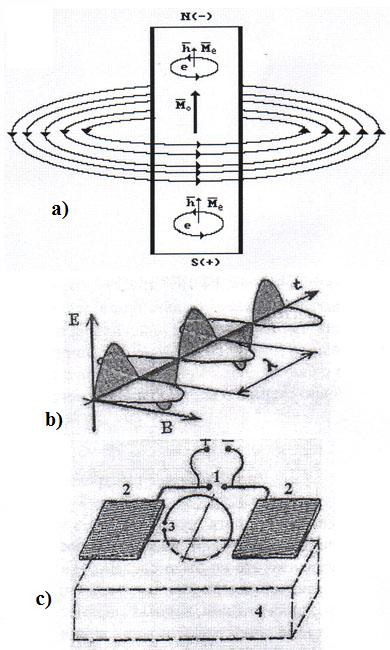 N(-)
h̄ M̄e
e
M̄o
a)
h̄ M̄e
e
S(+)
E
t
λ
B
b)
+ -
1
2 2
3
4
c)